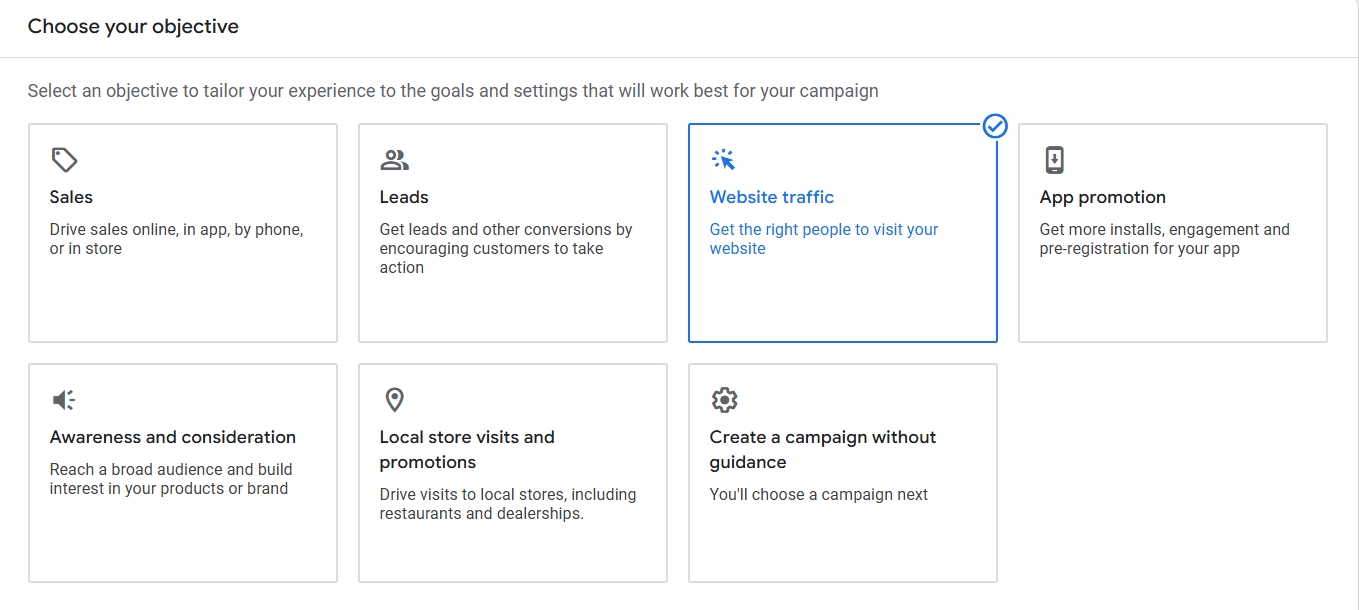 Choose your objective
Select an objective to tailor your experience to the goals and settings that will work best for your campaign
Sales
Drive sales online, in app, by phone,
or in store
Leads
Get leads and other conversions by
encouraging customers to take
action
Website traffic
Get the right people to visit your
website
App promotion
Get more installs, engagement and
pre-registration for your app
Awareness and consideration
Reach a broad audience and build
interest in your products or brand
Local store visits and
promotions
Drive visits to local stores, including
restaurants and dealerships.
Create a campaign without
guidance
You'll choose a campaign next